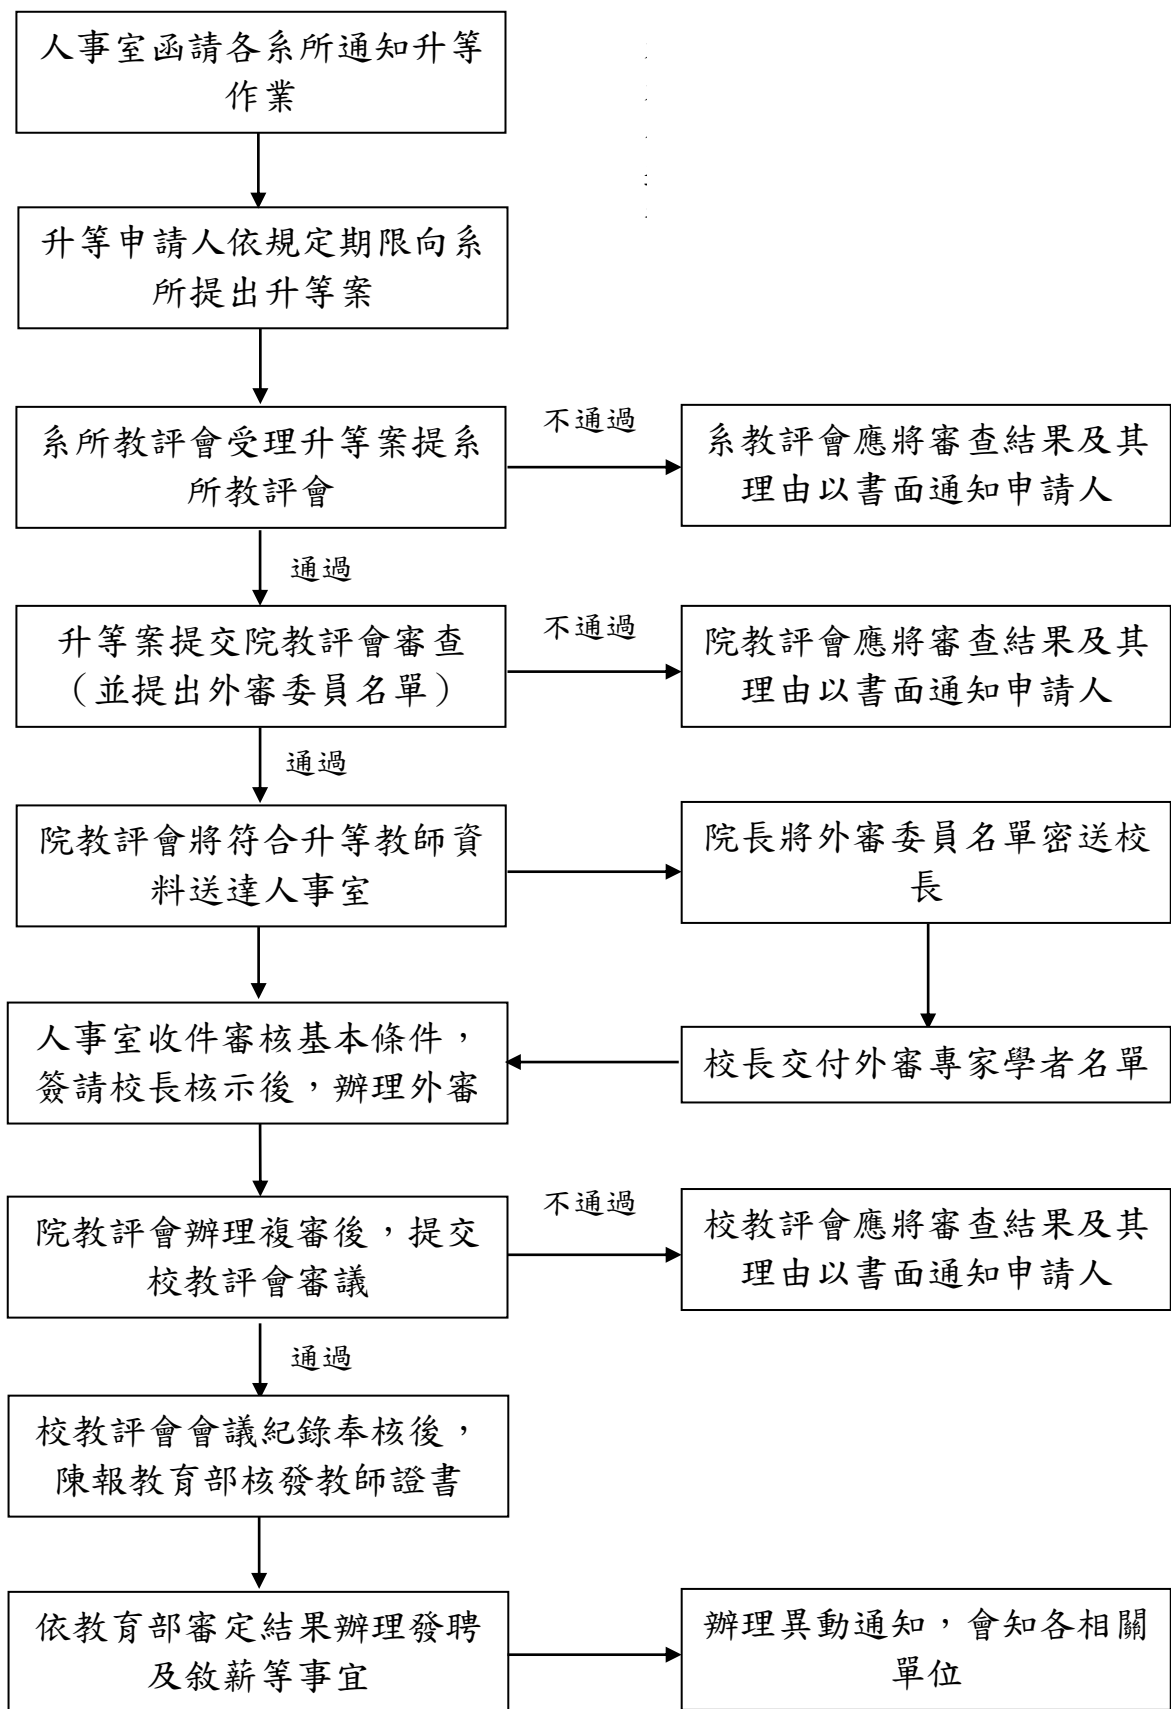 人事室函請各系所通知升等
作業
升等申請人依規定期限向系
所提出升等案
系所教評會受理升等案提系
所教評會
不通過
系教評會應將審查結果及其
理由以書面通知申請人
通過
升等案提交院教評會審查
（並提出外審委員名單）
不通過
院教評會應將審查結果及其
理由以書面通知申請人
通過
院教評會將符合升等教師資
料送達人事室
院長將外審委員名單密送校
長
人事室收件審核基本條件，
簽請校長核示後，辦理外審
校長交付外審專家學者名單
院教評會辦理複審後，提交
校教評會審議
不通過
校教評會應將審查結果及其
理由以書面通知申請人
通過
校教評會會議紀錄奉核後，
陳報教育部核發教師證書
依教育部審定結果辦理發聘
及敘薪等事宜
辦理異動通知，會知各相關
單位